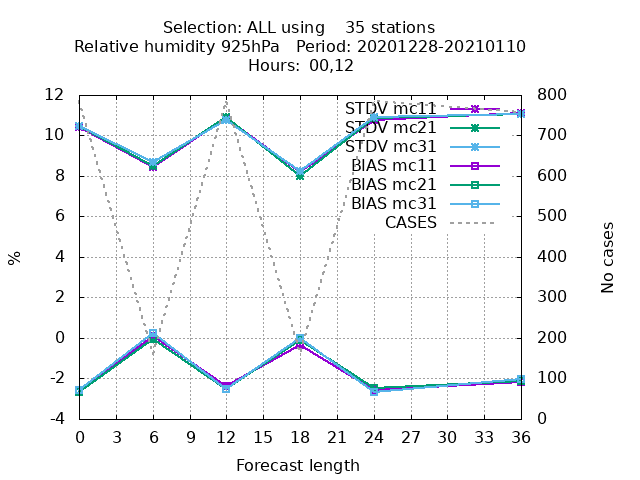 Selection: ALL using    35 stations
Relative humidity 925hPa   Period: 20201228-20210110
Hours: 00,12
12 800
STDV mc11
10 STDV mc21 700
STDV mc31
8 BIAS mc11 600
BIAS mc21
6 BIAS mc31 500
CASES
4 400
% No cases
2 300
0 200
-2 100
-4 0
0 3 6 9 12 15 18 21 24 27 30 33 36
Forecast length